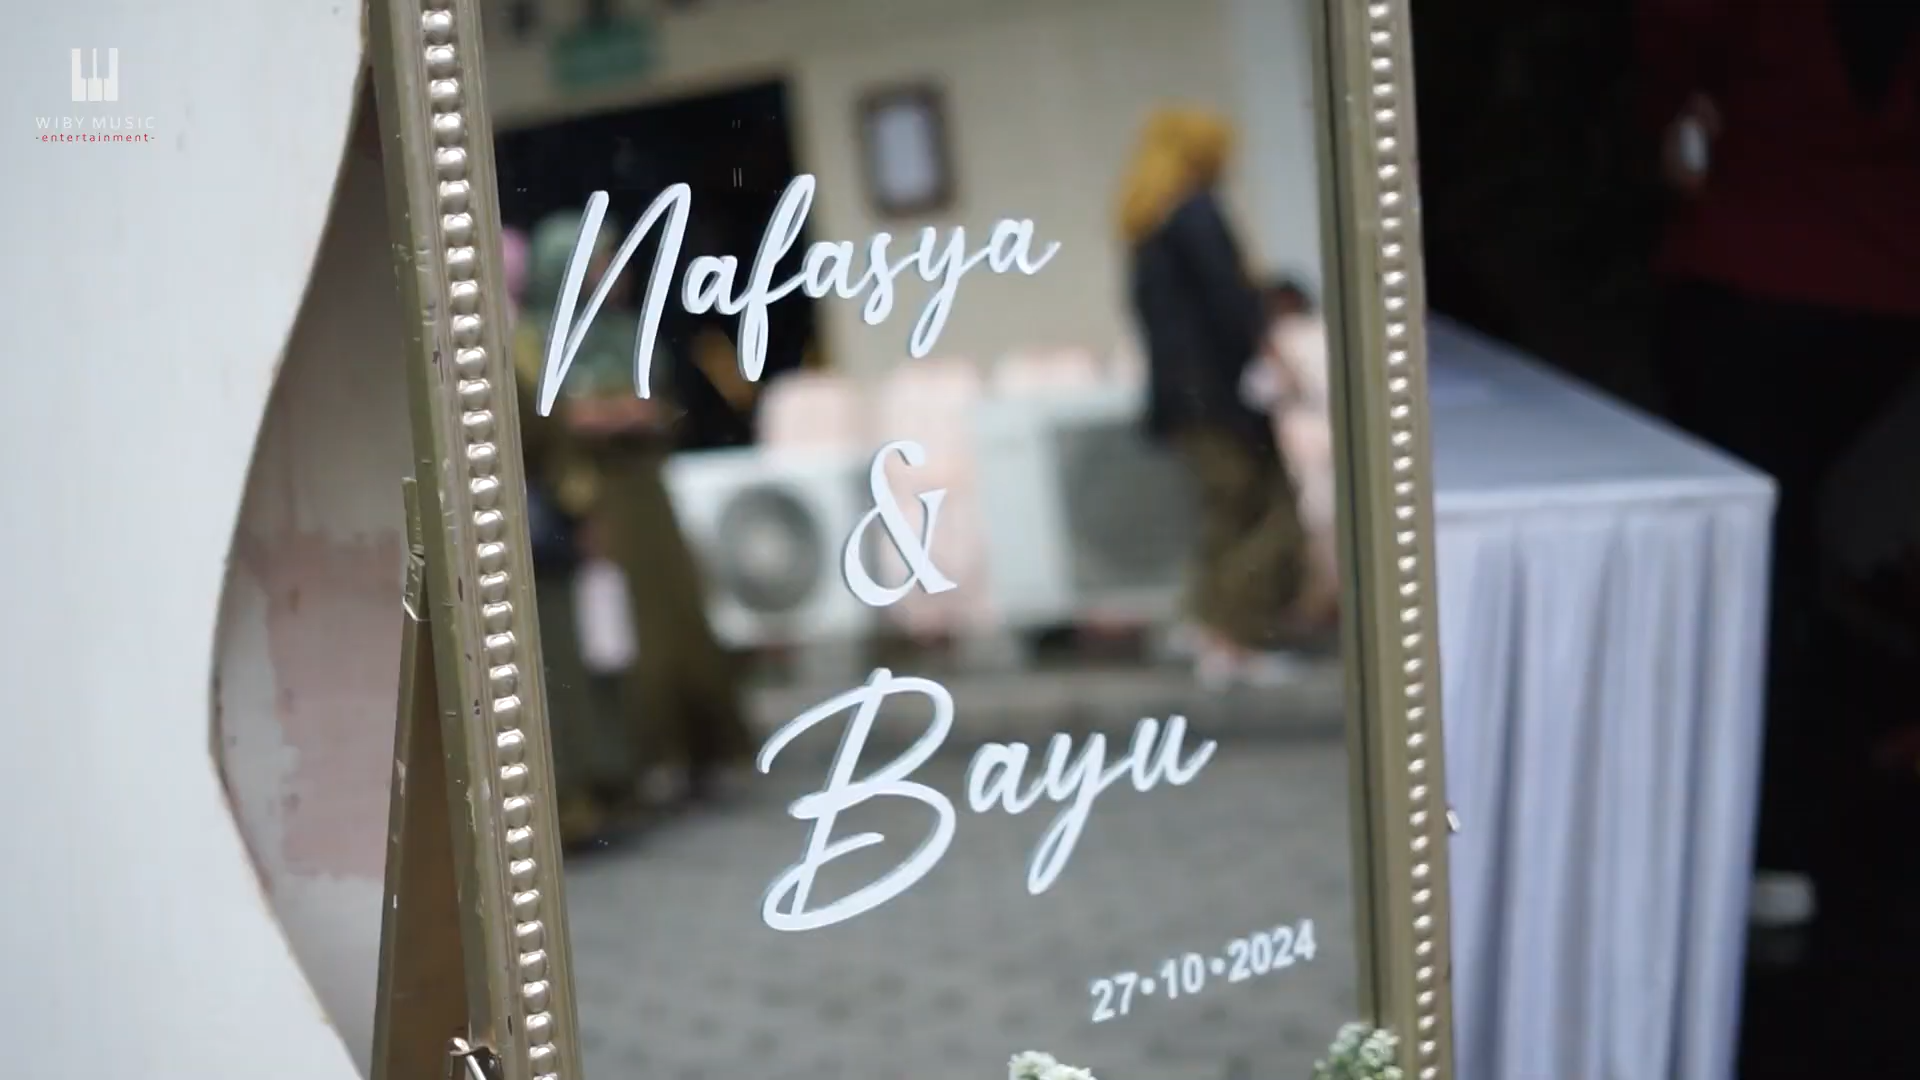 WIBY MUSIC
-entertainment-
Nafasya
&
Bayu
27•10•2024